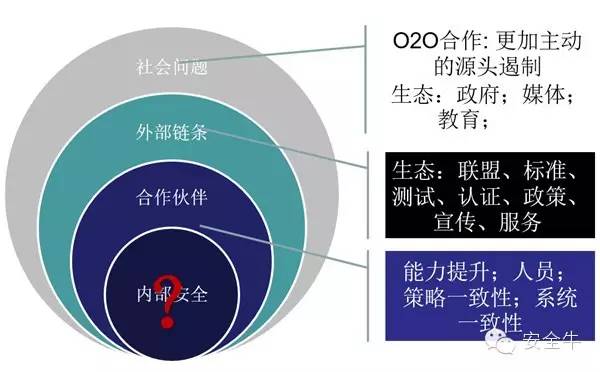 社会问题
外部链条
合作伙伴
内部安全
?
O2O合作: 更加主动
的源头遏制
生态：政府；媒体；
教育；
生态：联盟、标准、
测试、认证、政策、
宣传、服务
能力提升；人员；
策略一致性；系统
一致性
安全牛